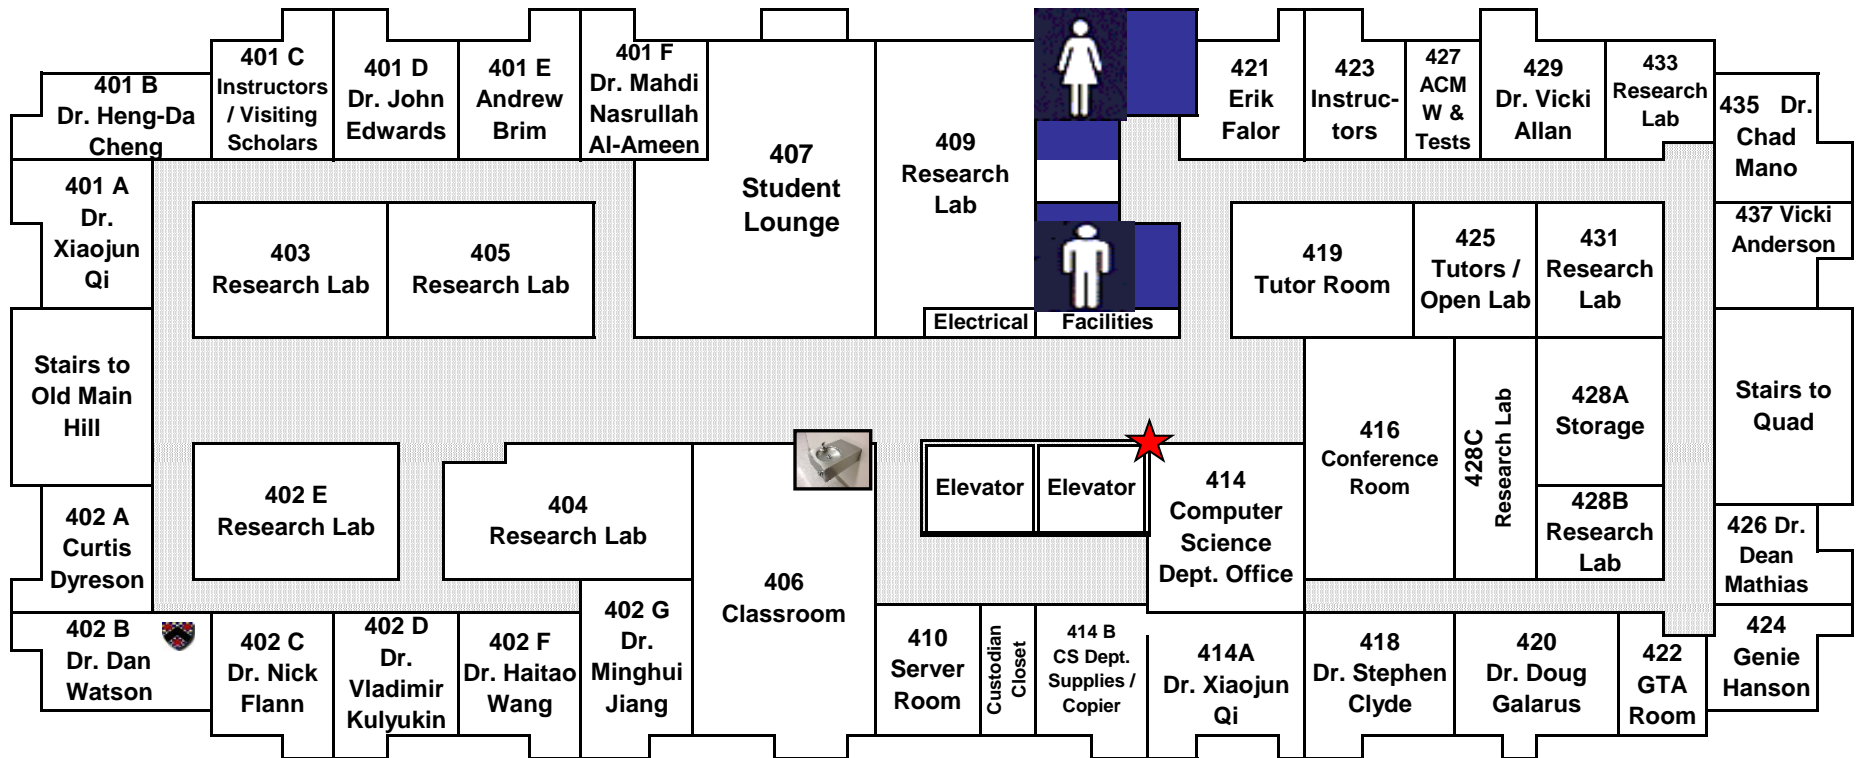 401 B
Dr. Heng-Da
Cheng
401 C
Instructors
/ Visiting
Scholars
401 D
Dr. John
Edwards
401 E
Andrew
Brim
401 F
Dr. Mahdi
Nasrullah
Al-Ameen
407
Student
Lounge
409
Research
Lab
421
Erik
Falor
423
Instruc-
tors
427
ACM
W &
Tests
429
Dr. Vicki
Allan
433
Research
Lab
435 Dr.
Chad
Mano
401 A
Dr.
Xiaojun
Qi
403
Research Lab
405
Research Lab
419
Tutor Room
425
Tutors /
Open Lab
431
Research
Lab
437 Vicki
Anderson
Electrical
Facilities
Stairs to
Old Main
Hill
416
Conference
Room
428C
Research Lab
428A
Storage
Stairs to
Quad
402 E
Research Lab
404
Research Lab
Elevator
Elevator
414
Computer
Science
Dept. Office
428B
Research
Lab
402 A
Curtis
Dyreson
426 Dr.
Dean
Mathias
406
Classroom
402 B
Dr. Dan
Watson
402 C
Dr. Nick
Flann
402 D
Dr.
Vladimir
Kulyukin
402 F
Dr. Haitao
Wang
402 G
Dr.
Minghui
Jiang
410
Server
Room
Custodian
Closet
414 B
CS Dept.
Supplies /
Copier
414A
Dr. Xiaojun
Qi
418
Dr. Stephen
Clyde
420
Dr. Doug
Galarus
422
GTA
Room
424
Genie
Hanson